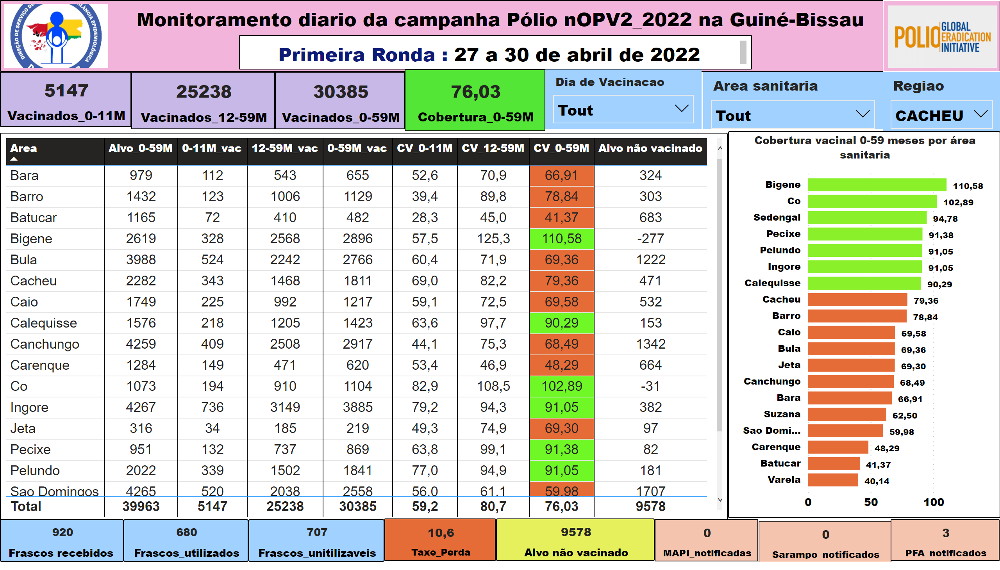 DIREÇÃO DE SERVIÇO DE
VIGILÂNCIA EPIDEMIOLÓGICA
Monitoramento diario da campanha Pólio nOPV2_2022 na Guiné-Bissau
Primeira Ronda : 27 a 30 de abril de 2022
POLIO GLOBAL
ERADICATION
INITIATIVE
5147
Vacinados_0-11M
25238
Vacinados_12-59M
30385
Vacinados_0-59M
76,03
Cobertura_0-59M
Dia de Vacinacao
Tout
Area sanitaria
Tout
Regiao
CACHEU
Area Alvo_0-59M 0-11M_vac 12-59M_vac 0-59M_vac CV_0-11M CV_12-59M CV_0-59M Alvo não vacinado
Bara 979 112 543 655 52,6 70,9 66,91 324
Barro 1432 123 1006 1129 39,4 89,8 78,84 303
Batucar 1165 72 410 482 28,3 45,0 41,37 683
Bigene 2619 328 2568 2896 57,5 125,3 110,58 -277
Bula 3988 524 2242 2766 60,4 71,9 69,36 1222
Cacheu 2282 343 1468 1811 69,0 82,2 79,36 471
Caio 1749 225 992 1217 59,1 72,5 69,58 532
Calequisse 1576 218 1205 1423 63,6 97,7 90,29 153
Canchungo 4259 409 2508 2917 44,1 75,3 68,49 1342
Carenque 1284 149 471 620 53,4 46,9 48,29 664
Co 1073 194 910 1104 82,9 108,5 102,89 -31
Ingore 4267 736 3149 3885 79,2 94,3 91,05 382
Jeta 316 34 185 219 49,3 74,9 69,30 97
Pecixe 951 132 737 869 63,8 99,1 91,38 82
Pelundo 2022 339 1502 1841 77,0 94,9 91,05 181
Sao Domingos 4265 520 2038 2558 56,0 61,1 59,98 1707
Total 39963 5147 25238 30385 59,2 80,7 76,03 9578
Cobertura vacinal 0-59 meses por área
sanitaria
Bigene 110,58
Co 102,89
Sedengal 94,78
Pecixe 91,38
Pelundo 91,05
Ingore 91,05
Calequisse 90,29
Cacheu 79,36
Barro 78,84
Caio 69,58
Bula 69,36
Jeta 69,30
Canchungo 68,49
Bara 66,91
Suzana 62,50
Sao Domi... 59,98
Carenque 48,29
Batucar 41,37
Varela 40,14
0 50 100
920
Frascos recebidos
680
Frascos_utilizados
707
Frascos_unitilizaveis
10,6
Taxe_Perda
9578
Alvo não vacinado
0
MAPI_notificadas
0
Sarampo notificados
3
PFA notificados